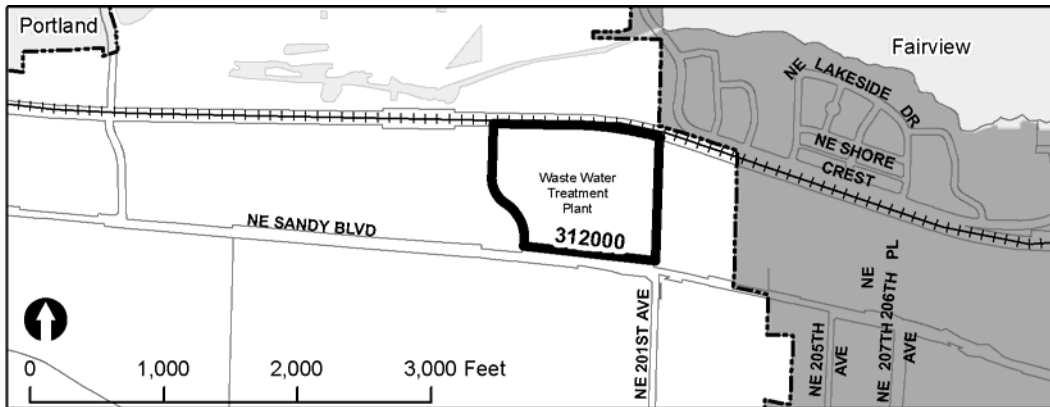 Portland
Fairview
NE LAKESIDE DR
NE SHORE
CREST
Waste Water
Treatment
Plant
312000
NE SANDY BLVD
NE 201ST AVE
NE 205TH
AVE
NE 206TH PL
NE 207TH
AVE
0 1,000 2,000 3,000 Feet